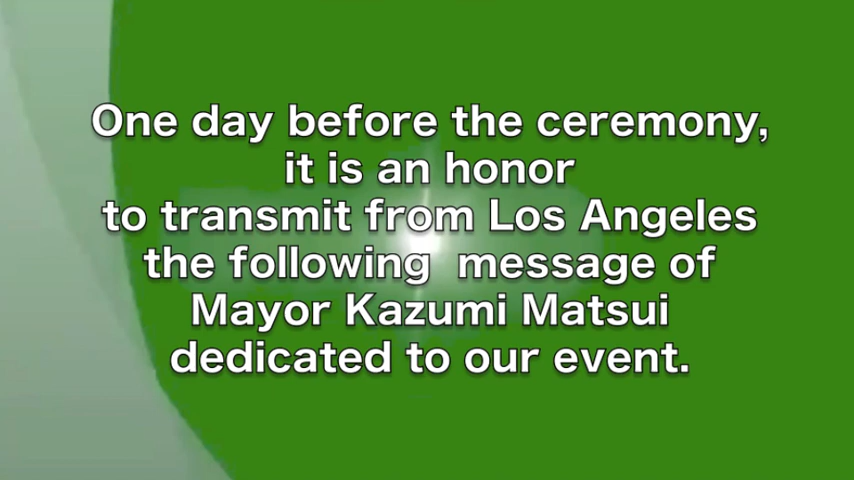 One day before the ceremony,
it is an honor
to transmit from Los Angeles
the following  message of
Mayor Kazumi Matsui
dedicated to our event.